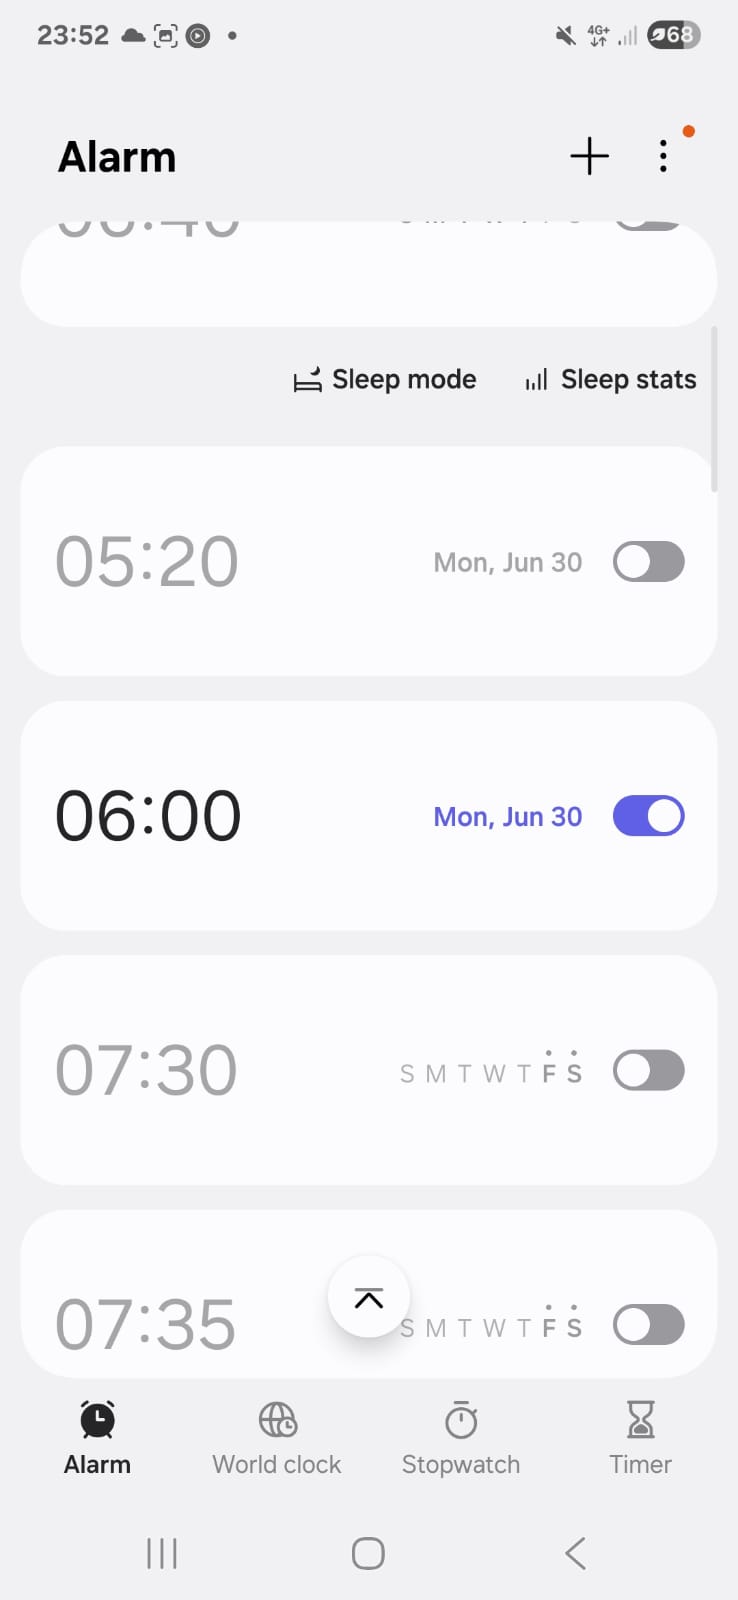 23:52 4G+ 68
Alarm
Sleep mode Sleep stats
05:20 Mon, Jun 30
06:00 Mon, Jun 30
07:30 S M T W T F S
07:35 S M T W T F S
Alarm World clock Stopwatch Timer